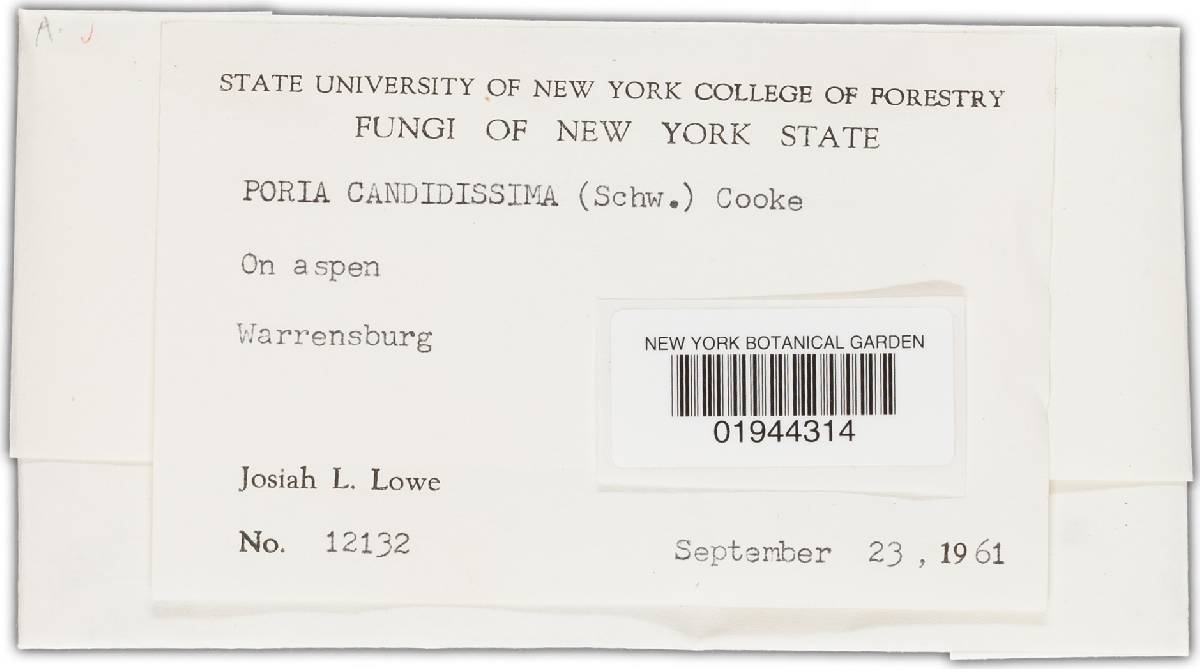 A. J
STATE UNIVERSITY OF NEW YORK COLLEGE OF FORESTRY
FUNGI OF NEW YORK STATE
PORIA CANDIDISSIMA (Schw.) Cooke
On aspen
Warrensburg
NEW YORK BOTANICAL GARDEN
01944314
Josiah L. Lowe
No. 12132
September 23, 1961